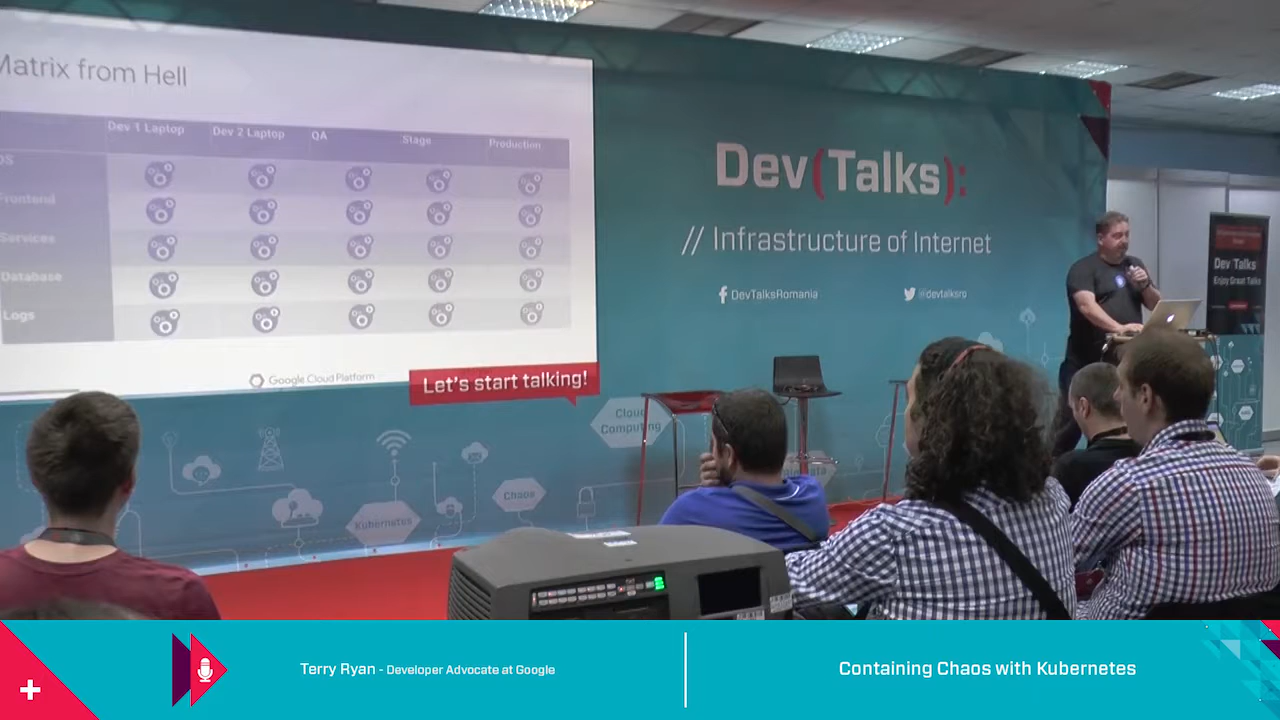 Matrix from Hell
Dev 1 Laptop Dev 2 Laptop QA Stage Production
OS
Frontend
Services
Database
Logs
Google Cloud Platform
Let's start talking!
Dev(Talks):
// Infrastructure of Internet
DevTalksRomania @devtalksro
Cloud
Computing
Chaos
Kubernetes
Dev Talks
Enjoy Great Talks
Terry Ryan - Developer Advocate at Google
Containing Chaos with Kubernetes